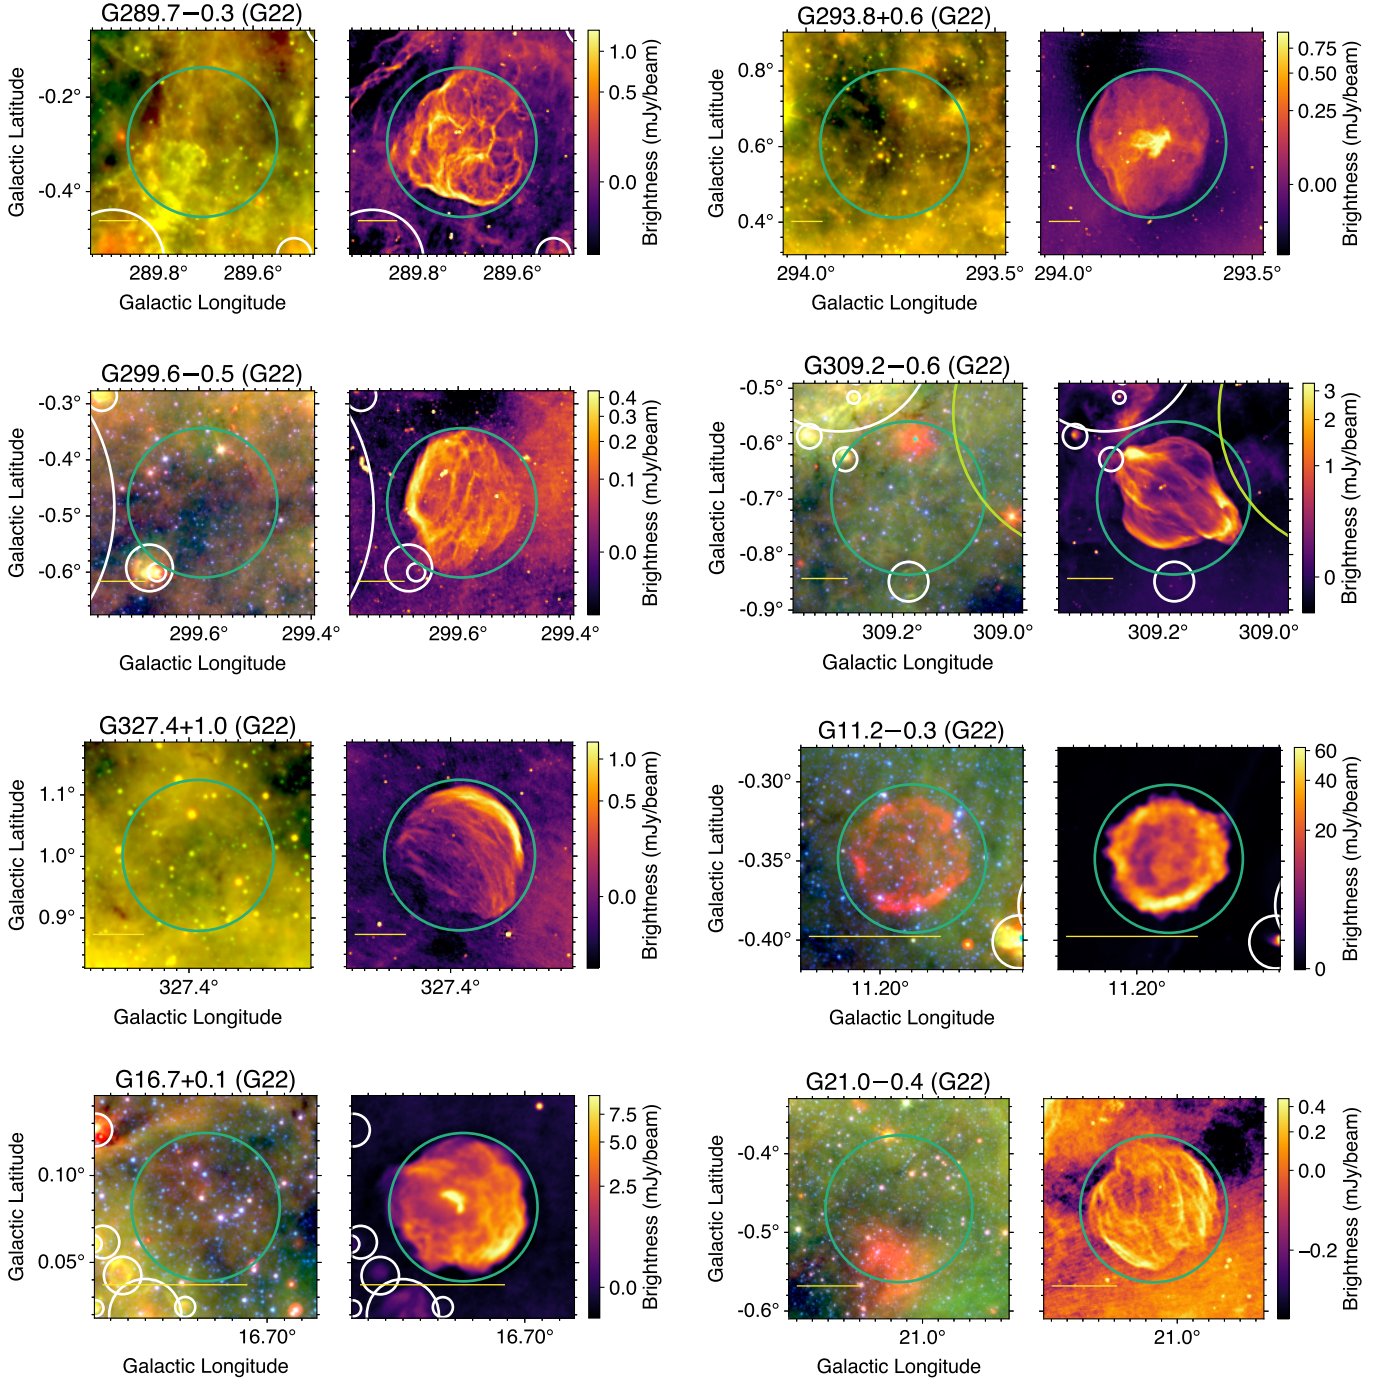 G289.7−0.3 (G22)
Galactic Latitude
-0.2°
-0.4°
289.8°
289.6°
Galactic Longitude
289.8°
289.6°
1.0
0.5
0.0
Brightness (mJy/beam)
G293.8+0.6 (G22)
Galactic Latitude
0.8°
0.6°
0.4°
294.0°
293.5°
Galactic Longitude
294.0°
293.5°
0.75
0.50
0.25
0.00
Brightness (mJy/beam)
G299.6−0.5 (G22)
Galactic Latitude
-0.3°
-0.4°
-0.5°
-0.6°
299.6°
299.4°
Galactic Longitude
299.6°
299.4°
0.4
0.3
0.2
0.1
0.0
Brightness (mJy/beam)
G309.2−0.6 (G22)
Galactic Latitude
-0.5°
-0.6°
-0.7°
-0.8°
-0.9°
309.2°
309.0°
Galactic Longitude
309.2°
309.0°
3
2
1
0
Brightness (mJy/beam)
G327.4+1.0 (G22)
Galactic Latitude
1.1°
1.0°
0.9°
327.4°
Galactic Longitude
327.4°
1.0
0.5
0.0
Brightness (mJy/beam)
G11.2−0.3 (G22)
Galactic Latitude
-0.30°
-0.35°
-0.40°
11.20°
Galactic Longitude
11.20°
60
40
20
0
Brightness (mJy/beam)
G16.7+0.1 (G22)
Galactic Latitude
0.10°
0.05°
16.70°
Galactic Longitude
16.70°
7.5
5.0
2.5
0.0
Brightness (mJy/beam)
G21.0−0.4 (G22)
Galactic Latitude
-0.4°
-0.5°
-0.6°
21.0°
Galactic Longitude
21.0°
0.4
0.2
0.0
−0.2
Brightness (mJy/beam)